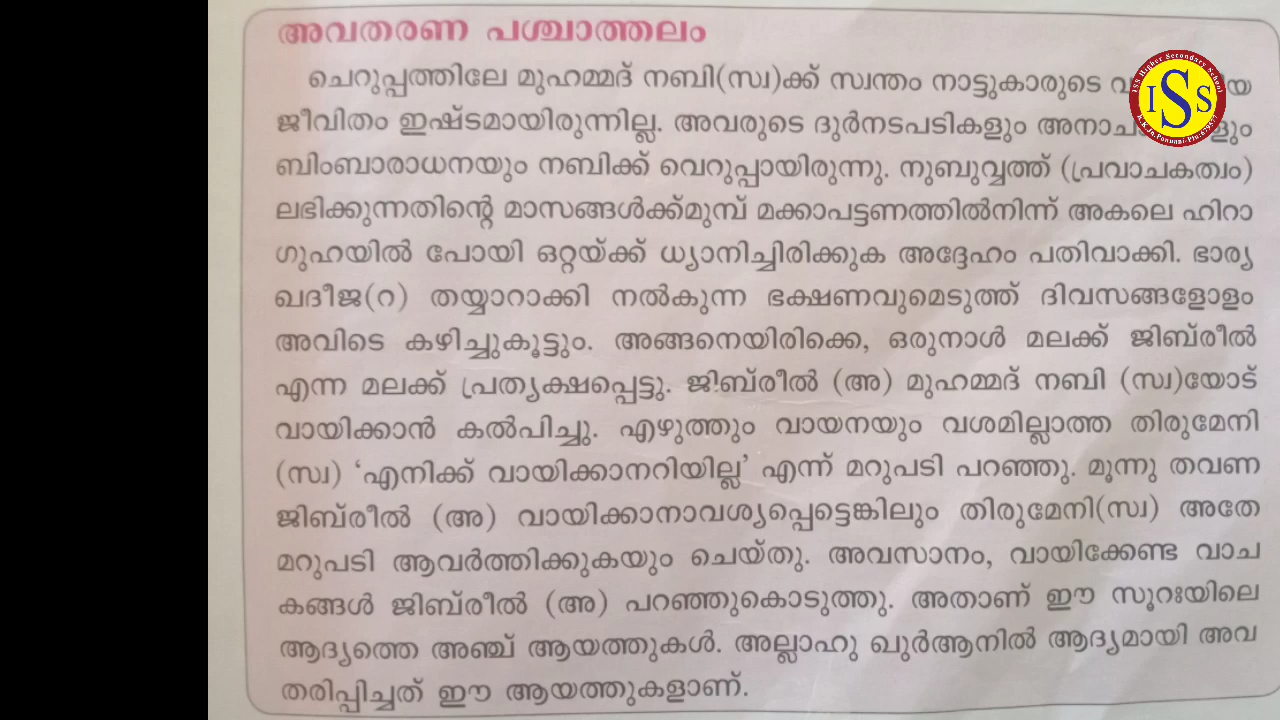 അവതരണ പശ്ചാത്തലം
ചെറുപ്പത്തിലേ മുഹമ്മദ് നബി(സ്വ)ക്ക് സ്വന്തം നാട്ടുകാരുടെ
ജീവിതം ഇഷ്ടമായിരുന്നില്ല. അവരുടെ ദുർനടപടികളും
ബിംബാരാധനയും നബിക്ക് വെറുപ്പായിരുന്നു. നുബുവ്വത്ത് (പ്രവാചകത്വം)
ലഭിക്കുന്നതിന്റെ മാസങ്ങൾക്ക്മുമ്പ് മക്കാപട്ടണത്തിൽനിന്ന് അകലെ ഹിറാ
ഗുഹയിൽ പോയി ഒറ്റയ്ക്ക് ധ്യാനിച്ചിരിക്കുക അദ്ദേഹം പതിവാക്കി. ഭാര്യ
ഖദീജ(റ) തയ്യാറാക്കി നൽകുന്ന ഭക്ഷണവുമെടുത്ത് ദിവസങ്ങളോളം
അവിടെ കഴിച്ചുകൂട്ടും. അങ്ങനെയിരിക്കെ, ഒരുനാൾ മലക്ക് ജിബ്‌രീൽ
എന്ന മലക്ക് പ്രത്യക്ഷപ്പെട്ടു. ജിബ്‌രീൽ (അ) മുഹമ്മദ് നബി (സ്വ)യോട്
വായിക്കാൻ കൽപിച്ചു. എഴുത്തും വായനയും വശമില്ലാത്ത തിരുമേനി
(സ്വ) ‘എനിക്ക് വായിക്കാനറിയില്ല’ എന്ന് മറുപടി പറഞ്ഞു. മൂന്നു തവണ
ജിബ്‌രീൽ (അ) വായിക്കാനാവശ്യപ്പെട്ടെങ്കിലും തിരുമേനി(സ്വ) അതേ
മറുപടി ആവർത്തിക്കുകയും ചെയ്തു. അവസാനം, വായിക്കേണ്ട വാച
കങ്ങൾ ജിബ്‌രീൽ (അ) പറഞ്ഞുകൊടുത്തു. അതാണ് ഈ സൂറഃയിലെ
ആദ്യത്തെ അഞ്ച് ആയത്തുകൾ. അല്ലാഹു ഖുർആനിൽ ആദ്യമായി അവ
തരിപ്പിച്ചത് ഈ ആയത്തുകളാണ്.
ISS Higher Secondary School
ISS